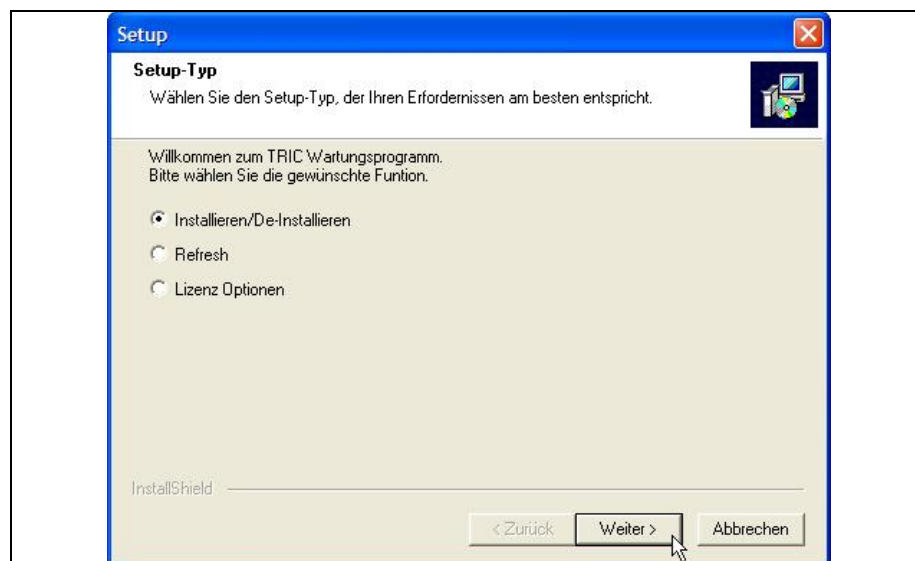 Setup
Setup-Typ
Wählen Sie den Setup-Typ, der Ihren Erfordernissen am besten entspricht.
Willkommen zum TRIC Wartungsprogramm.
Bitte wählen Sie die gewünschte Funtion.
Installieren/De-Installieren
Refresh
Lizenz Optionen
InstallShield
< Zurück
Weiter >
Abbrechen